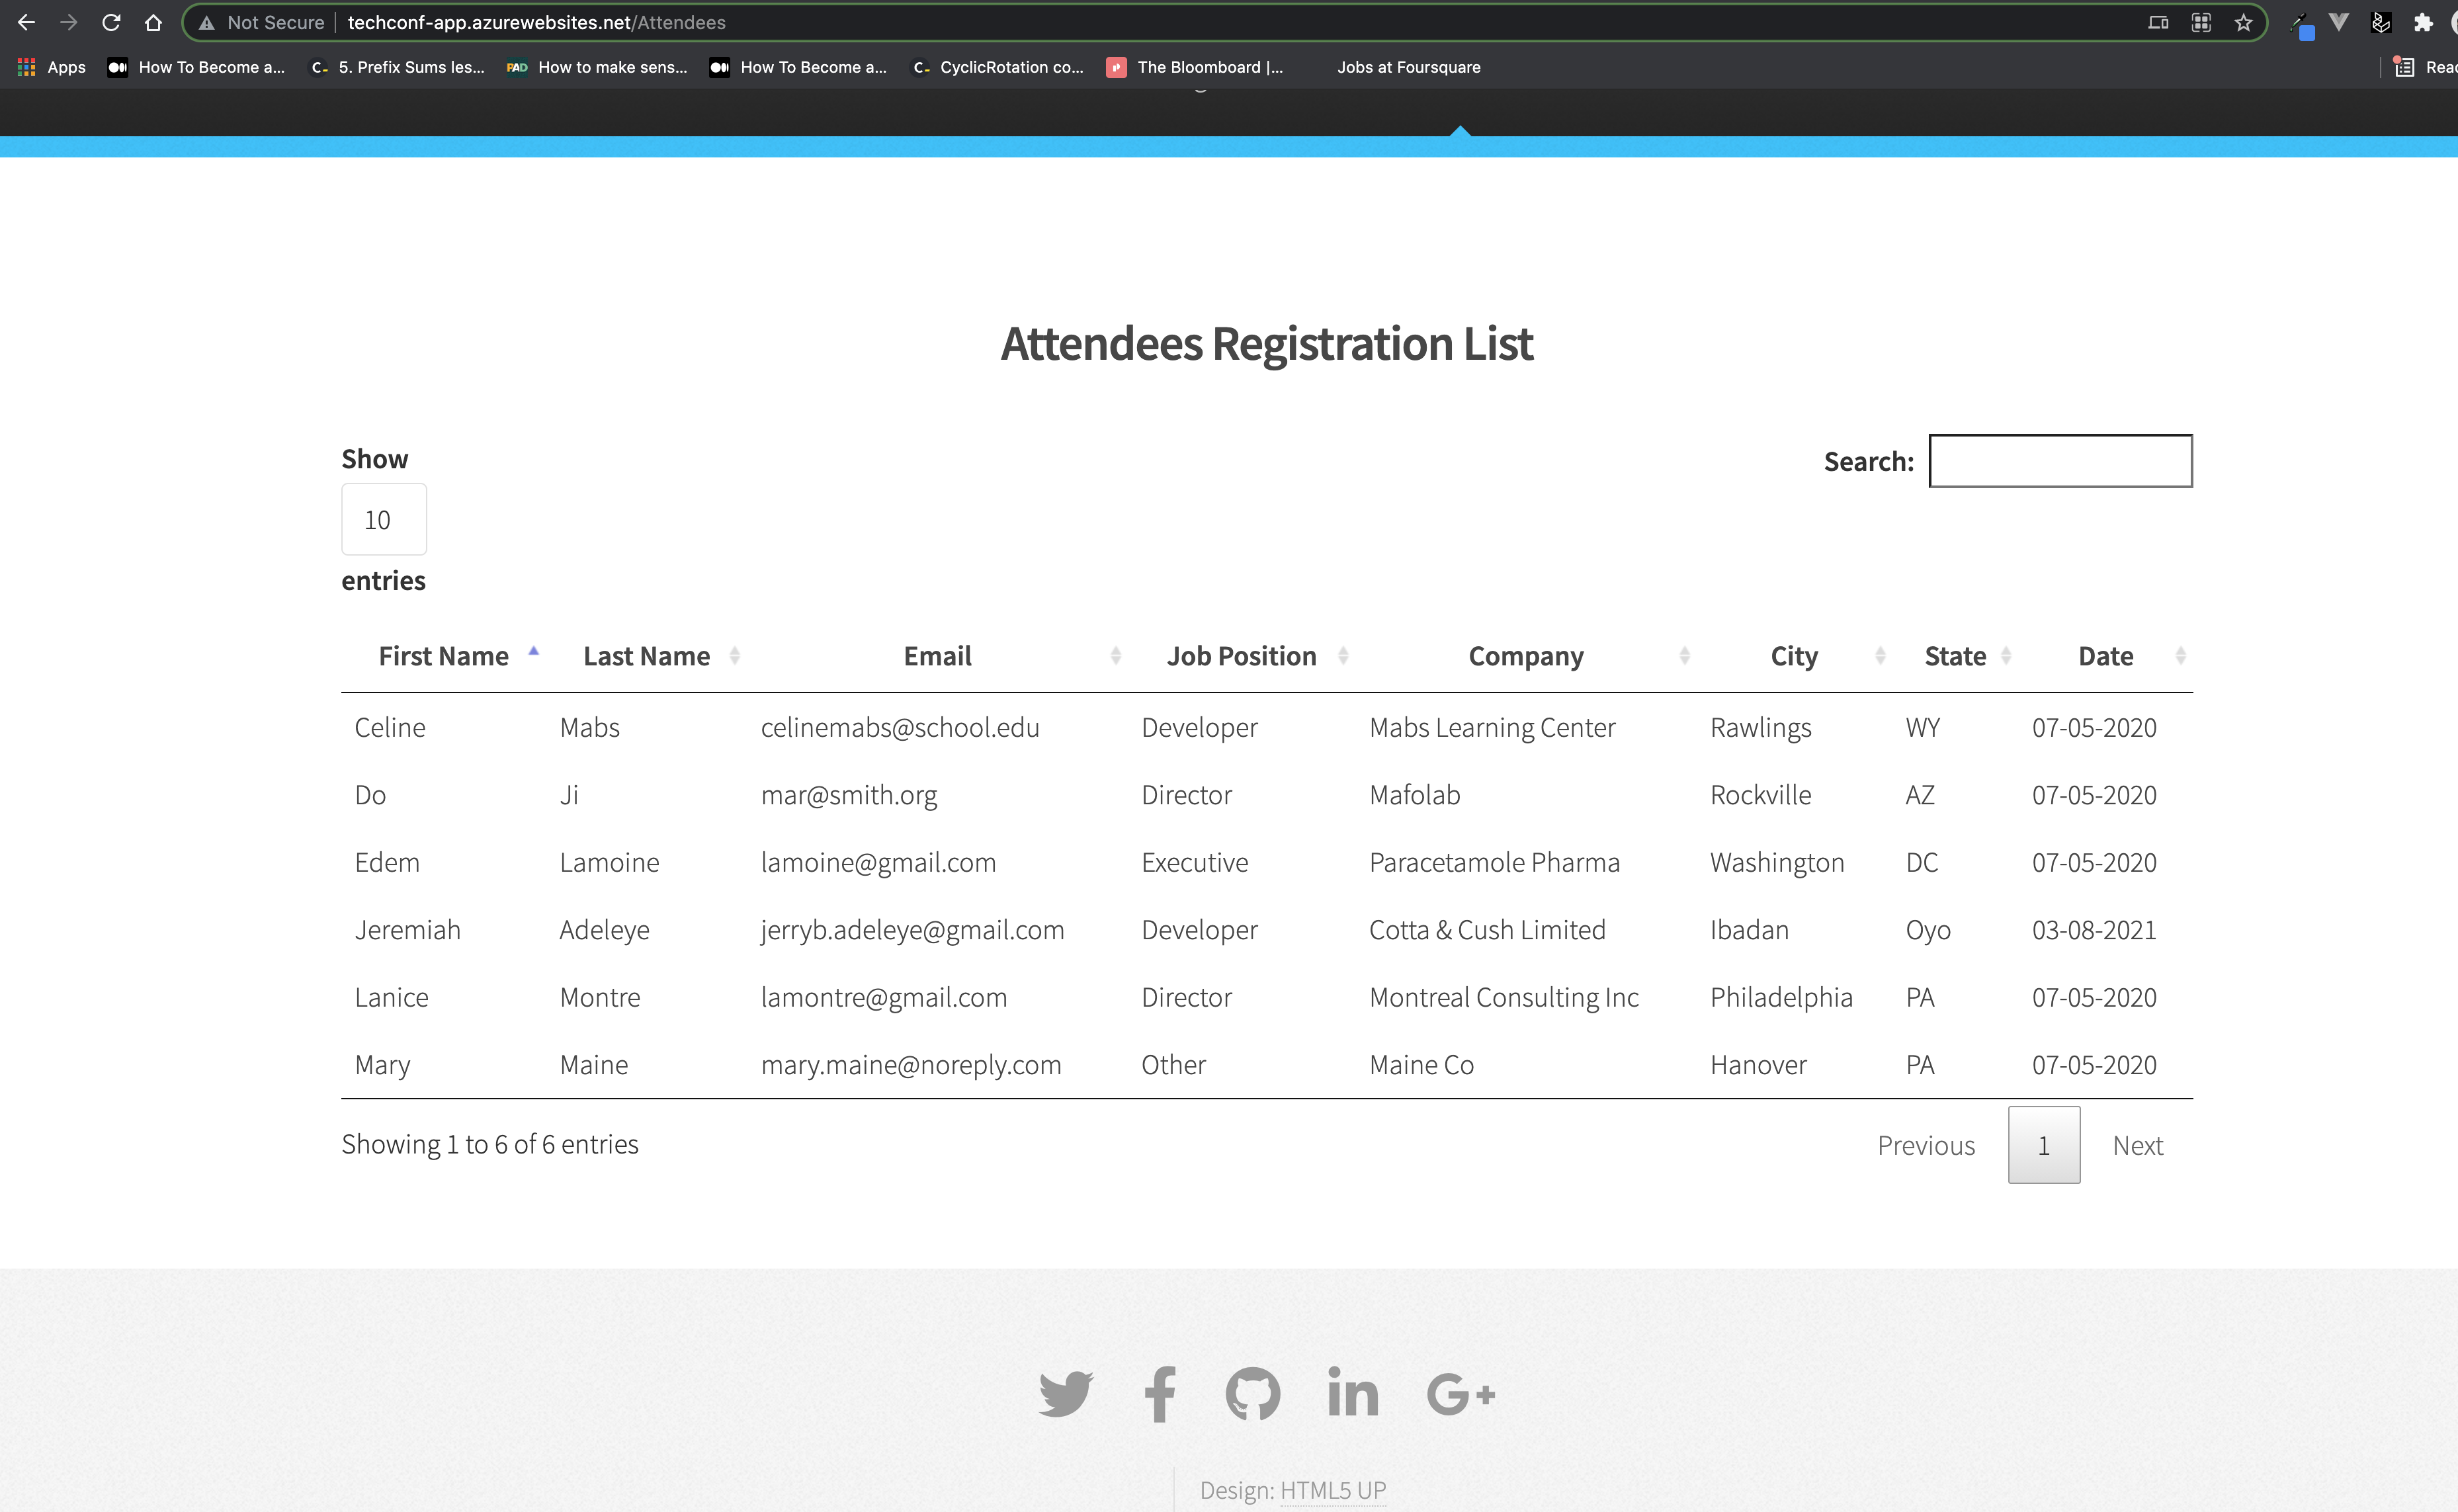 Not Secure techconf-app.azurewebsites.net/Attendees
Apps How To Become a... 5. Prefix Sums les... PAD How to make sens... How To Become a... CyclicRotation co... The Bloomboard |... Jobs at Foursquare
Attendees Registration List
Show
10
entries
Search:
First Name Last Name Email Job Position Company City State Date
Celine Mabs celinemabs@school.edu Developer Mabs Learning Center Rawlings WY 07-05-2020
Do Ji mar@smith.org Director Mafolab Rockville AZ 07-05-2020
Edem Lamoine lamoine@gmail.com Executive Paracetamole Pharma Washington DC 07-05-2020
Jeremiah Adeleye jerryb.adeleye@gmail.com Developer Cotta & Cush Limited Ibadan Oyo 03-08-2021
Lanice Montre lamontre@gmail.com Director Montreal Consulting Inc Philadelphia PA 07-05-2020
Mary Maine mary.maine@noreply.com Other Maine Co Hanover PA 07-05-2020
Showing 1 to 6 of 6 entries
Previous 1 Next
Design: HTML5 UP